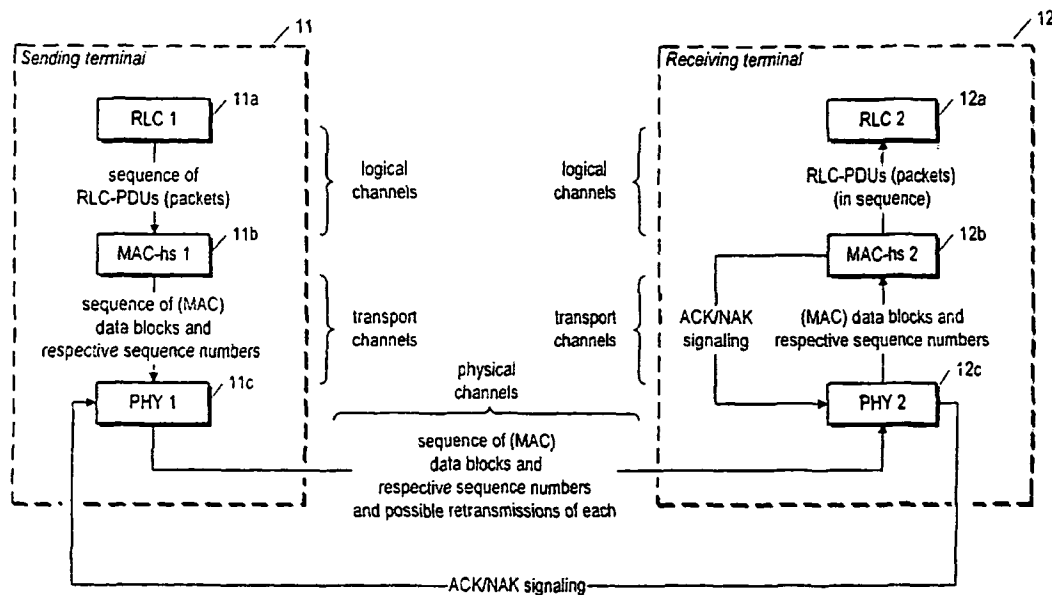 11
Sending terminal
RLC 1
11a
sequence of
RLC-PDUs (packets)
MAC-hs 1
11b
sequence of (MAC)
data blocks and
respective sequence numbers
PHY 1
11c
logical
channels
transport
channels
physical
channels
sequence of (MAC)
data blocks and
respective sequence numbers
and possible retransmissions of each
logical
channels
transport
channels
12
Receiving terminal
RLC 2
12a
RLC-PDUs (packets)
(in sequence)
MAC-hs 2
12b
ACK/NAK
signaling
(MAC) data blocks and
respective sequence numbers
PHY 2
12c
ACK/NAK signaling